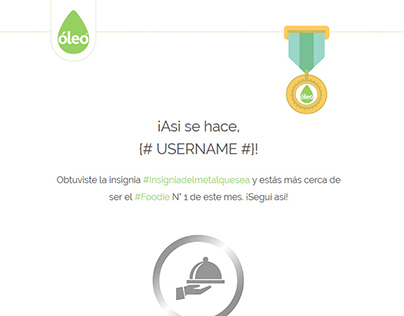 óleo
óleo
¡Asi se hace,
{# USERNAME #}!
Obtuviste la insignia #Insigniadelmetalquesea y estás más cerca de
ser el #Foodie N° 1 de este mes. ¡Seguí así!